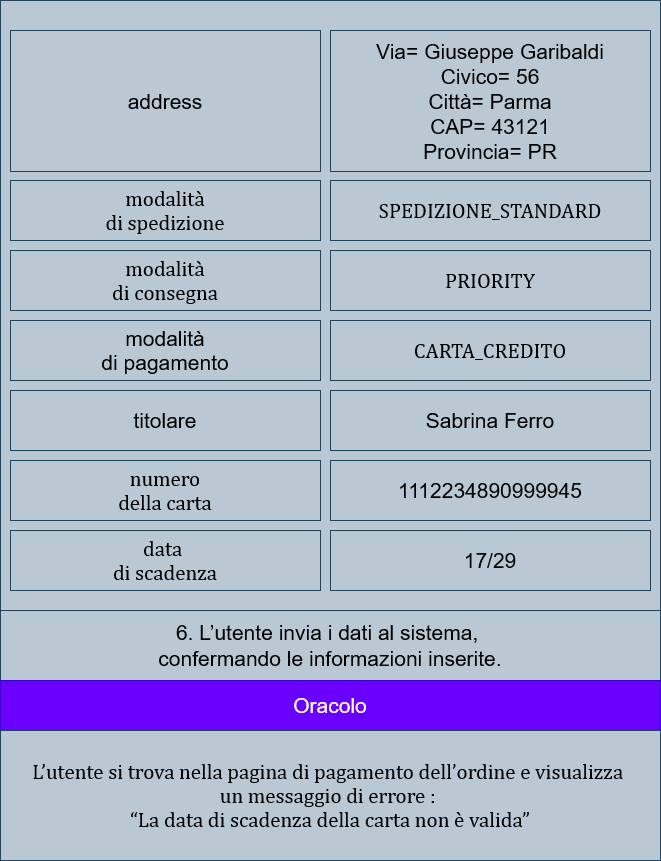 address
Via= Giuseppe Garibaldi
Civico= 56
Città= Parma
CAP= 43121
Provincia= PR
modalità
di spedizione
SPEDIZIONE_STANDARD
modalità
di consegna
PRIORITY
modalità
di pagamento
CARTA_CREDITO
titolare
Sabrina Ferro
numero
della carta
1112234890999945
data
di scadenza
17/29
6. L’utente invia i dati al sistema,
confermando le informazioni inserite.
Oracolo
L’utente si trova nella pagina di pagamento dell’ordine e visualizza
un messaggio di errore :
“La data di scadenza della carta non è valida”